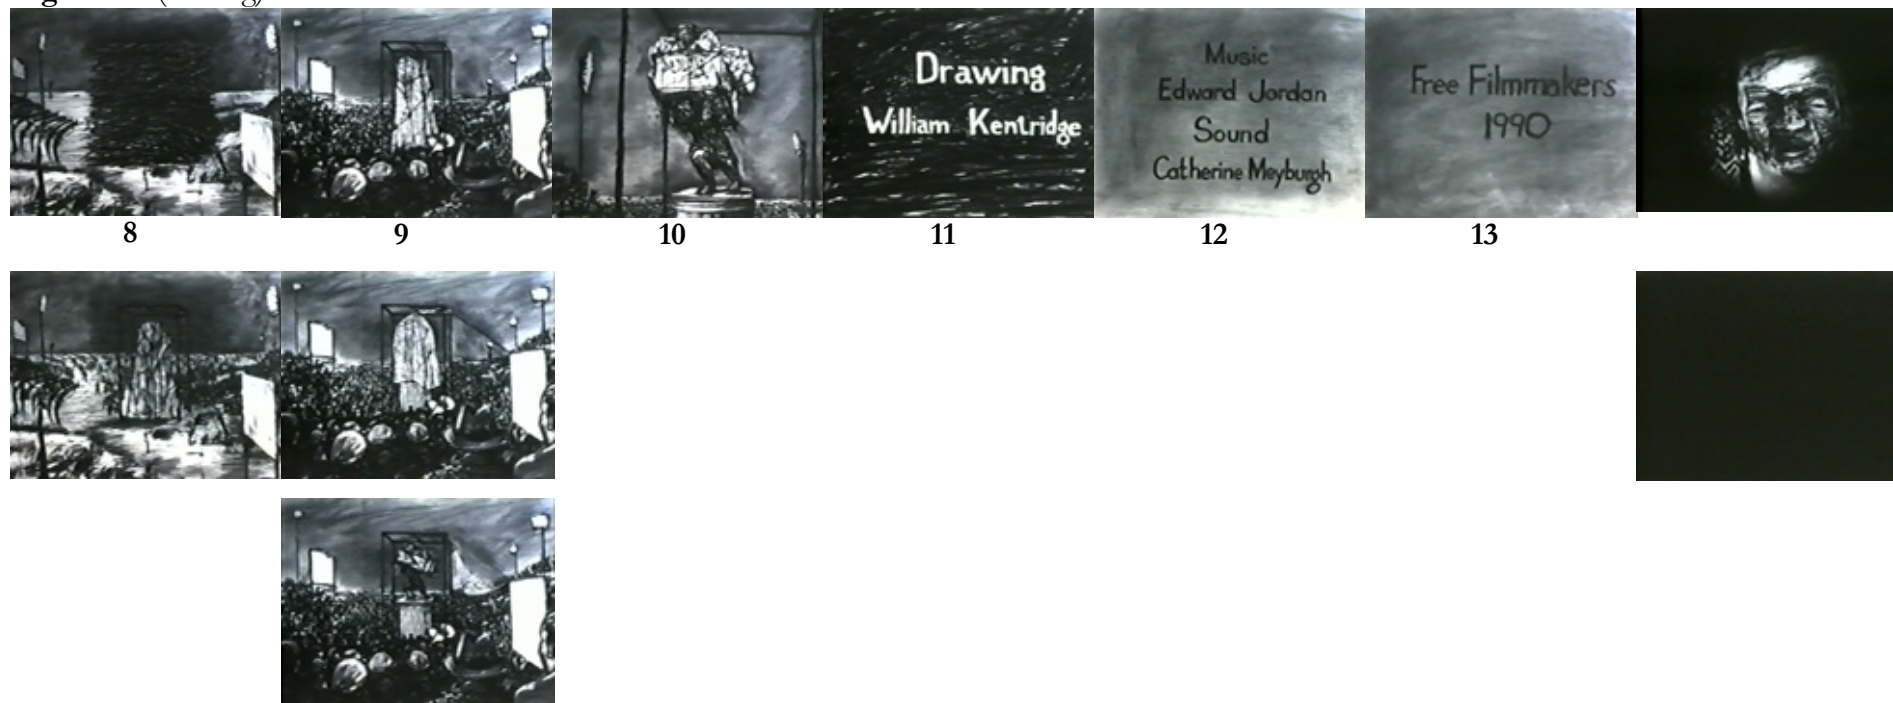 Drawing
William Kentridge
Music
Edward Jordan
Sound
Catherine Meyburgh
Free Filmmakers
1990
8
9
10
11
12
13